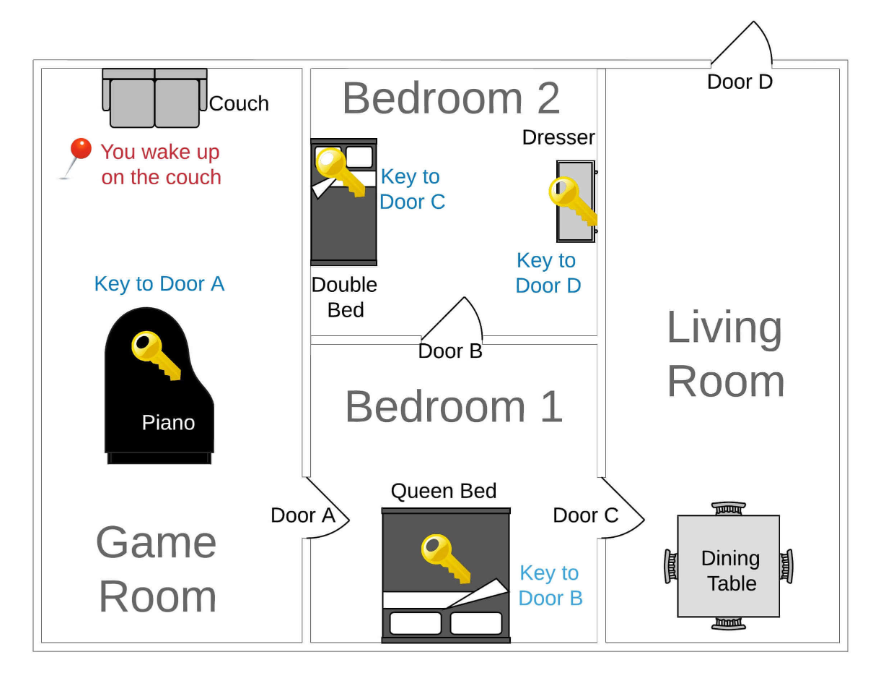 Door D
Couch
Bedroom 2
You wake up
on the couch
Dresser
Key to
Door C
Key to Door A
Key to
Door D
Double
Bed
Living
Room
Door B
Bedroom 1
Piano
Queen Bed
Door A
Door C
Game
Room
Key to
Door B
Dining
Table